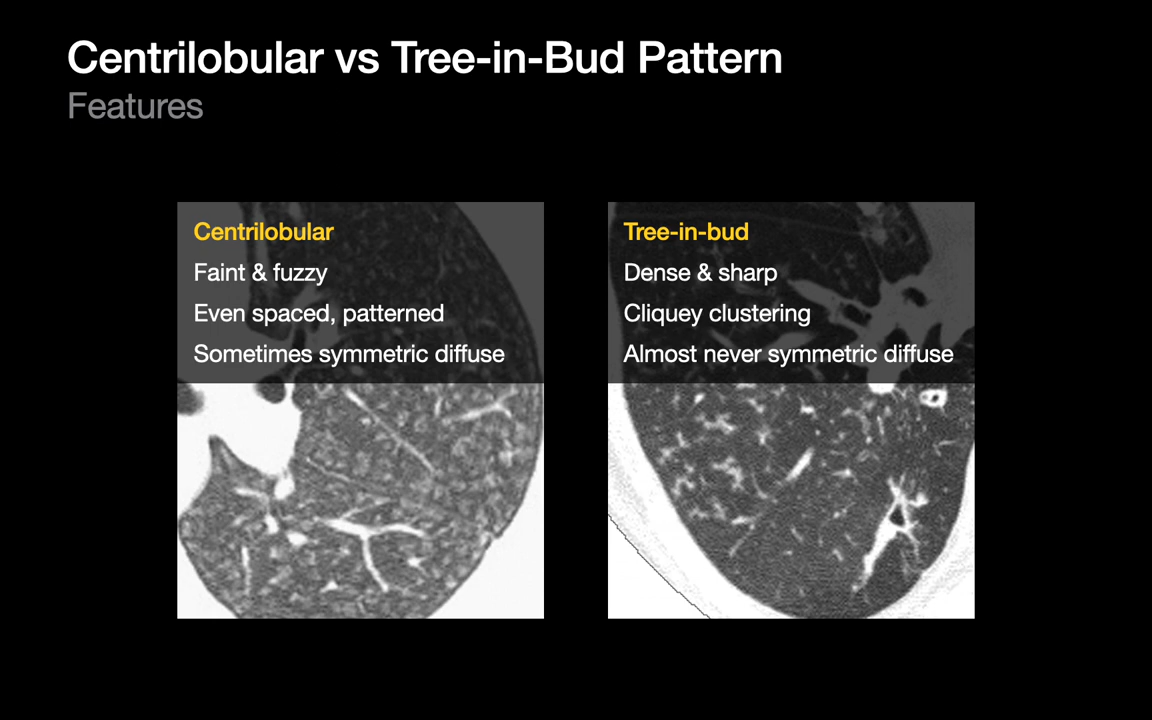 Centrilobular vs Tree-in-Bud Pattern
Features
Centrilobular
Faint & fuzzy
Even spaced, patterned
Sometimes symmetric diffuse
Tree-in-bud
Dense & sharp
Cliquey clustering
Almost never symmetric diffuse